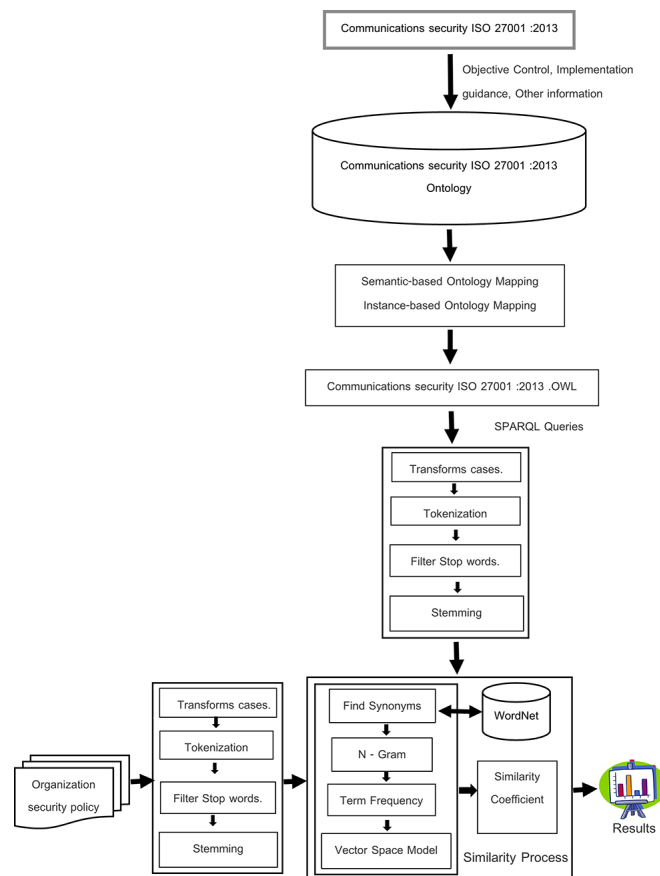 Communications security ISO 27001 :2013
Objective Control, Implementation
guidance, Other information
Communications security ISO 27001 :2013
Ontology
Semantic-based Ontology Mapping
Instance-based Ontology Mapping
Communications security ISO 27001 :2013 .OWL
SPARQL Queries
Transforms cases.
Tokenization
Filter Stop words.
Stemming
Organization
security policy
Transforms cases.
Tokenization
Filter Stop words.
Stemming
Find Synonyms
WordNet
N - Gram
Term Frequency
Vector Space Model
Similarity
Coefficient
Similarity Process
Results